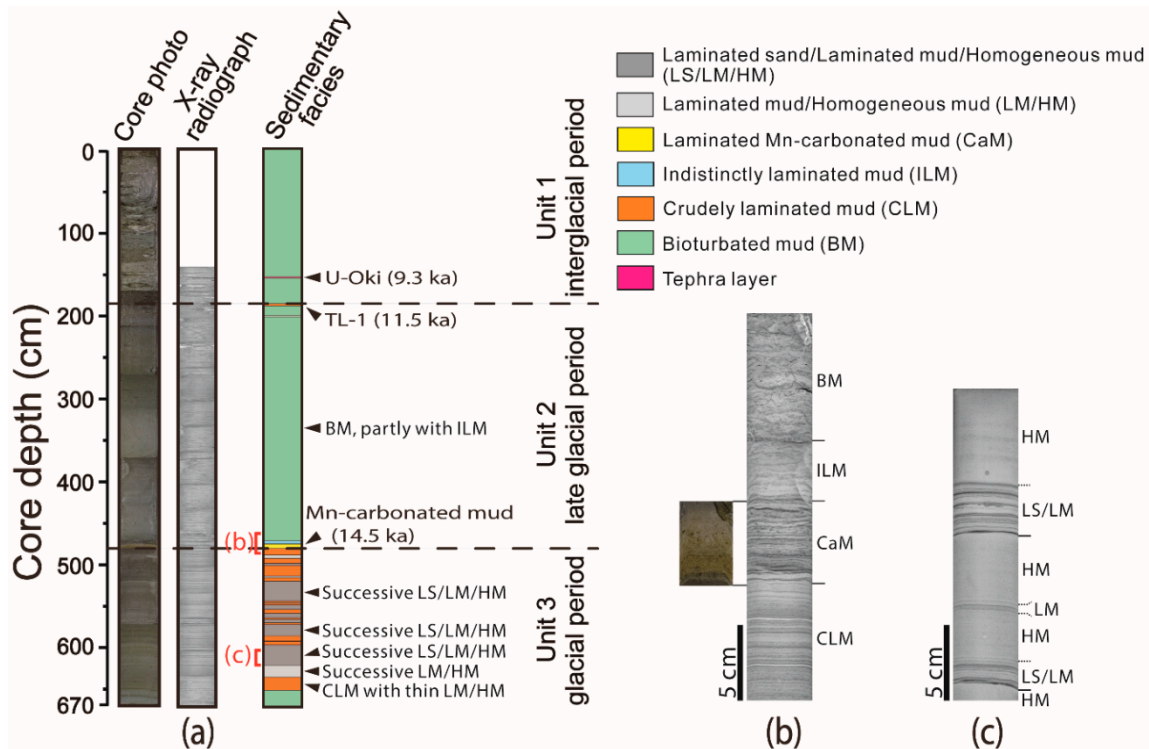 Core photo
X-ray
radiograph
Sedimentary
facies
Core depth (cm)
0
100
200
300
400
500
600
670
(b)
(c)
U-Oki (9.3 ka)
TL-1 (11.5 ka)
BM, partly with ILM
Mn-carbonated mud
(14.5 ka)
Successive LS/LM/HM
Successive LS/LM/HM
Successive LS/LM/HM
Successive LM/HM
CLM with thin LM/HM
Unit 1
interglacial period
Unit 2
late glacial period
Unit 3
glacial period
(a)
Laminated sand/Laminated mud/Homogeneous mud
(LS/LM/HM)
Laminated mud/Homogeneous mud (LM/HM)
Laminated Mn-carbonated mud (CaM)
Indistinctly laminated mud (ILM)
Crudely laminated mud (CLM)
Bioturbated mud (BM)
Tephra layer
BM
ILM
CaM
CLM
5 cm
(b)
HM
LS/LM
HM
LM
HM
LS/LM
HM
5 cm
(c)